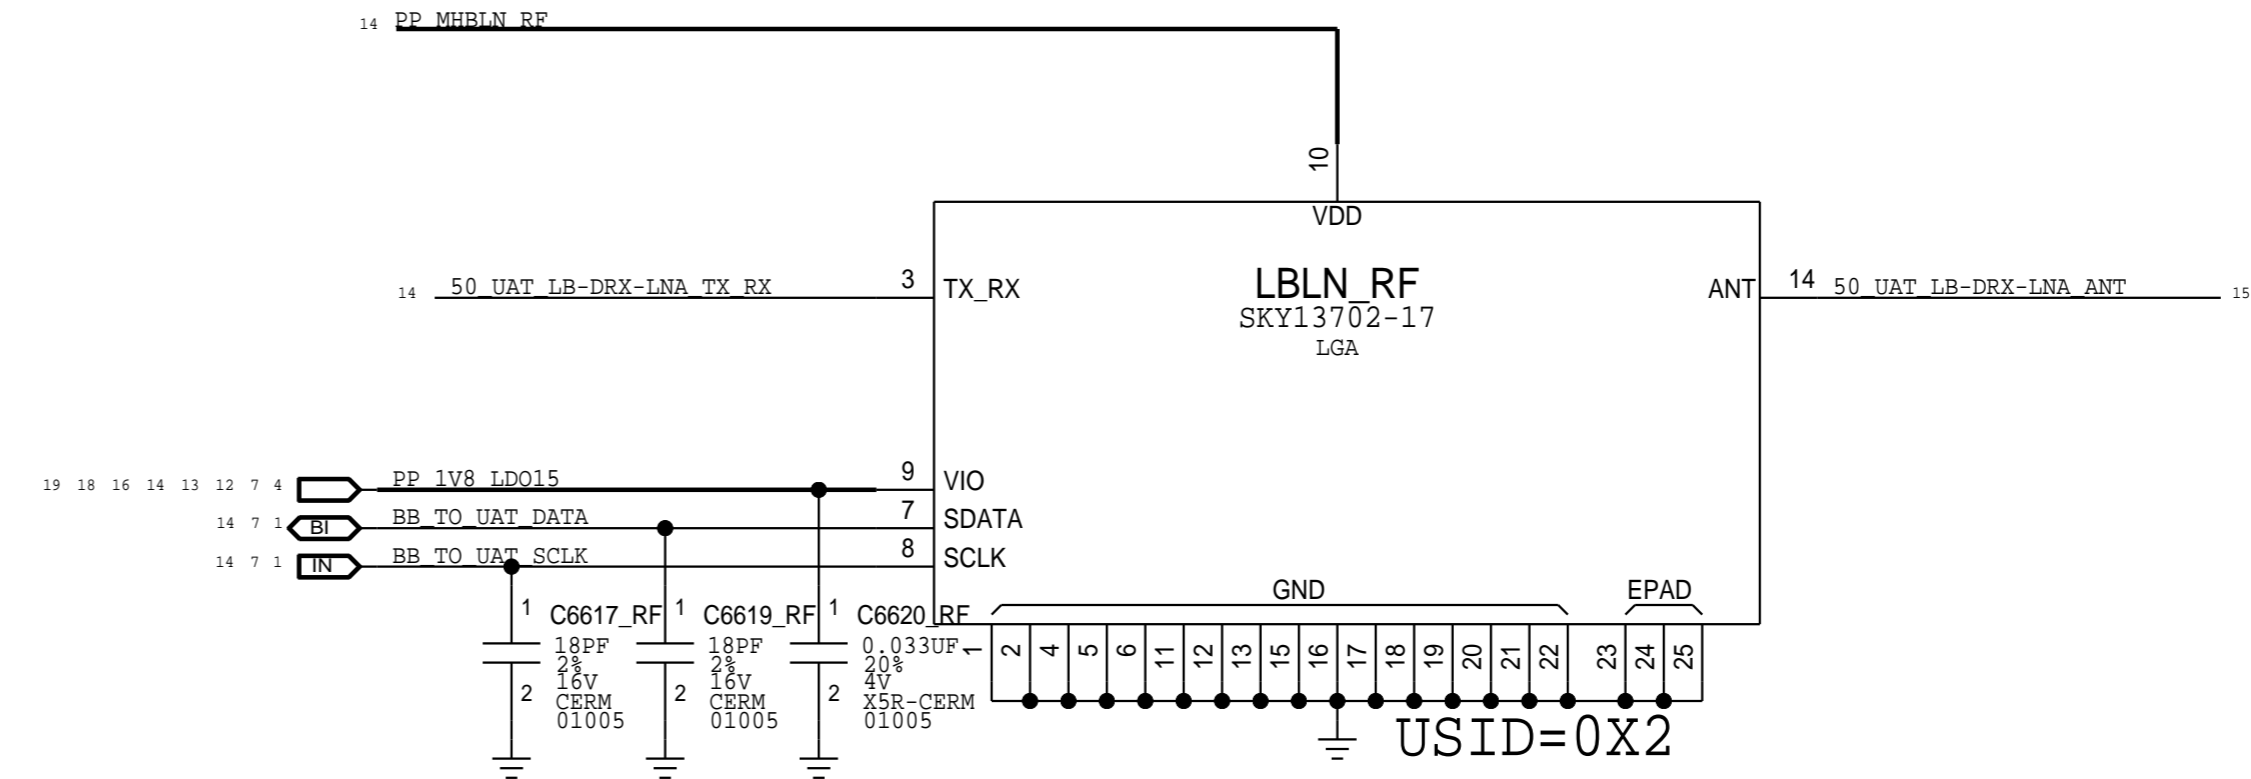 14 PP_MHBLN_RF
10
VDD
14 50_UAT_LB-DRX-LNA_TX_RX 3 TX_RX
LBLN_RF
SKY13702-17
LGA
ANT 14 50_UAT_LB-DRX-LNA_ANT 15
19 18 16 14 13 12 7 4 PP_1V8_LDO15 9 VIO
14 7 1 BI BB_TO_UAT_DATA 7 SDATA
14 7 1 IN BB_TO_UAT_SCLK 8 SCLK
GND EPAD
1 2 4 5 6 11 12 13 15 16 17 18 19 20 21 22 23 24 25
1 C6617_RF
18PF
2%
16V
CERM
01005
2
1 C6619_RF
18PF
2%
16V
CERM
01005
2
1 C6620_RF
0.033UF
20%
4V
X5R-CERM
01005
2
USID=0X2